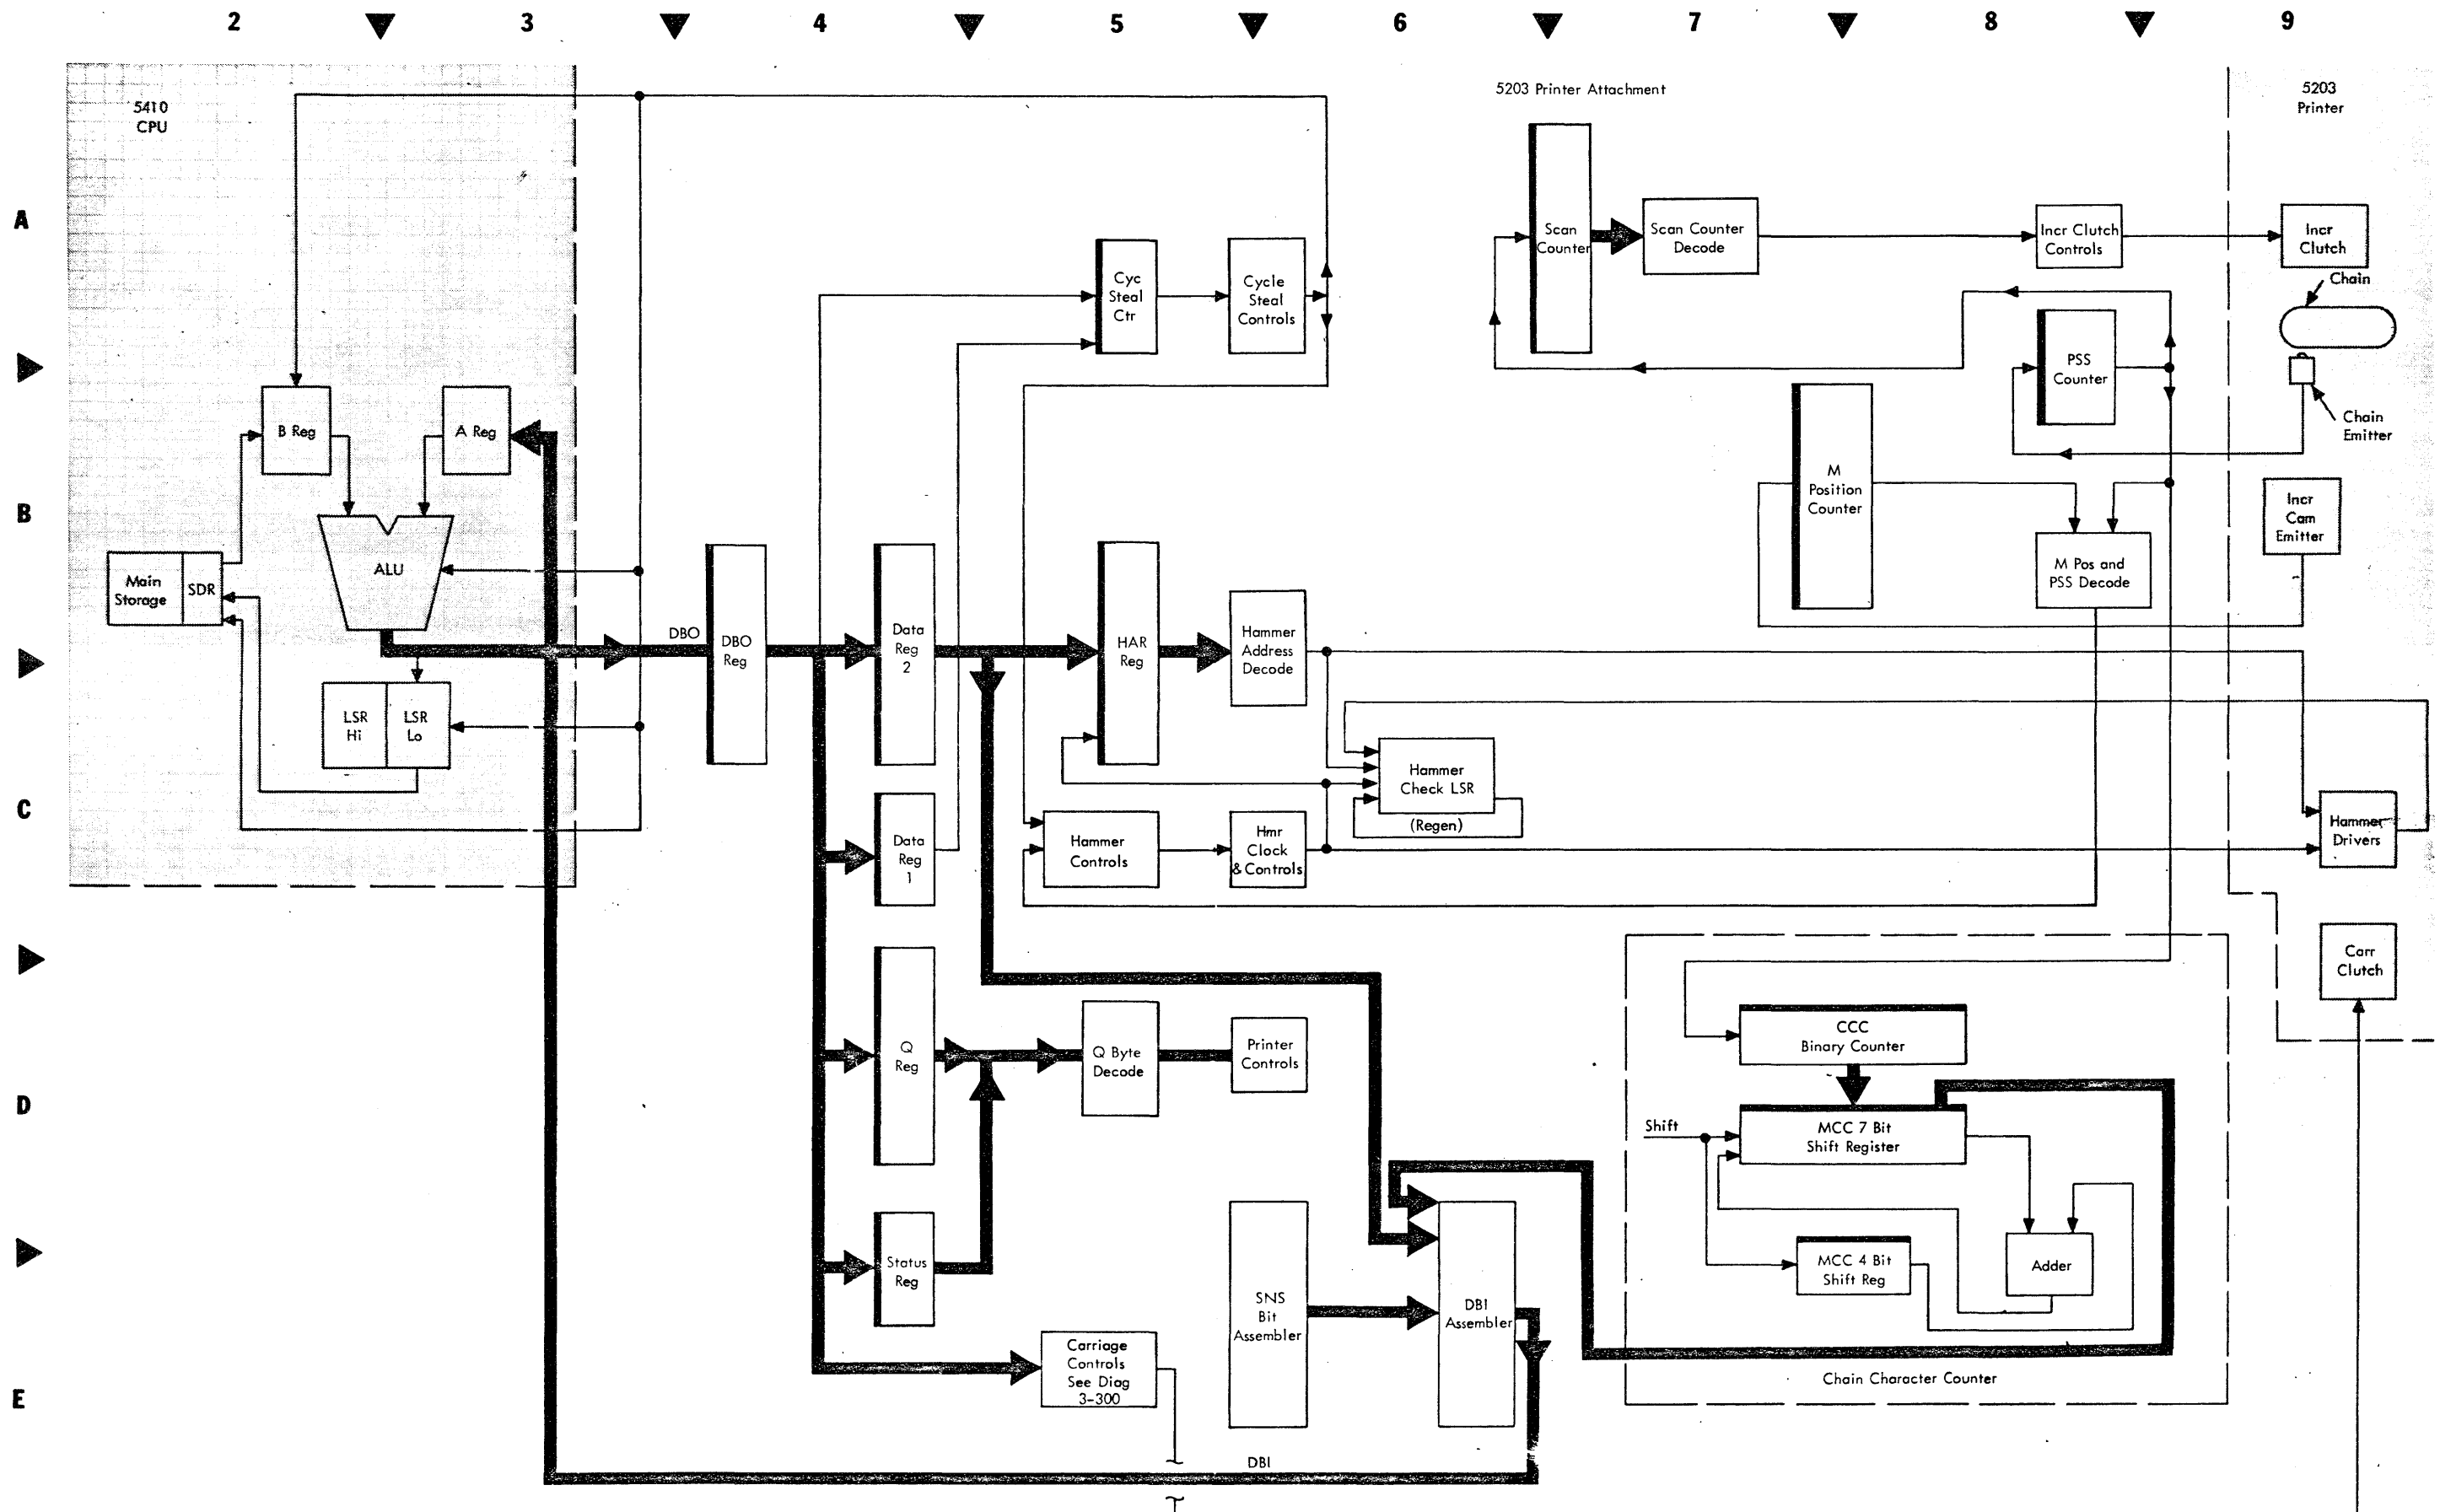 2 3 4 5 6 7 8 9
A
B
C
D
E
5410
CPU
5203 Printer Attachment
5203
Printer
Scan
Counter
Scan Counter
Decode
Incr Clutch
Controls
Incr
Clutch
Chain
Cyc
Steal
Ctr
Cycle
Steal
Controls
PSS
Counter
Chain
Emitter
B Reg
A Reg
M
Position
Counter
Incr
Cam
Emitter
Main
Storage
SDR
ALU
M Pos and
PSS Decode
DBO
DBO
Reg
Data
Reg
2
HAR
Reg
Hammer
Address
Decode
LSR
Hi
LSR
Lo
Hammer
Check LSR
(Regen)
Data
Reg
1
Hammer
Controls
Hmr
Clock
& Controls
Hammer
Drivers
Carr
Clutch
Q
Reg
Q Byte
Decode
Printer
Controls
CCC
Binary Counter
Shift
MCC 7 Bit
Shift Register
Status
Reg
MCC 4 Bit
Shift Reg
Adder
SNS
Bit
Assembler
DBI
Assembler
Carriage
Controls
See Diag
3-300
Chain Character Counter
DBI